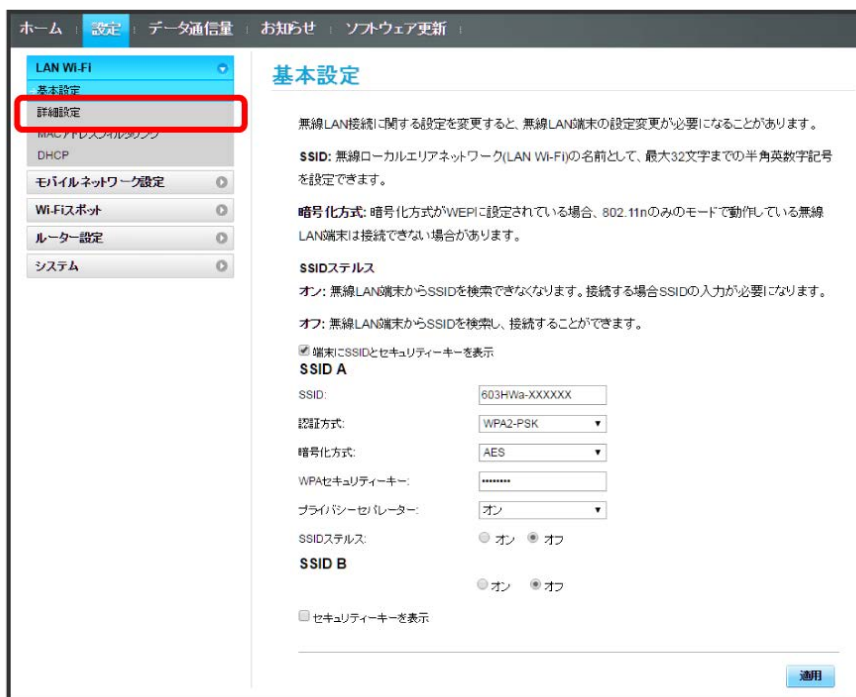 ホーム 設定 データ通信量 お知らせ ソフトウェア更新
LAN Wi-Fi
基本設定
詳細設定
MACアドレスフィルタリング
DHCP
モバイルネットワーク設定
Wi-Fiスポット
ルーター設定
システム
基本設定
無線LAN接続に関する設定を変更すると、無線LAN端末の設定変更が必要になることがあります。
SSID: 無線ローカルエリアネットワーク(LAN Wi-Fi)の名前として、最大32文字までの半角英数字記号
を設定できます。
暗号化方式: 暗号化方式がWEPに設定されている場合、802.11nのみのモードで動作している無線
LAN端末は接続できない場合があります。
SSIDステルス
オン: 無線LAN端末からSSIDを検索できなくなります。接続する場合SSIDの入力が必要になります。
オフ: 無線LAN端末からSSIDを検索し、接続することができます。
端末にSSIDとセキュリティーキーを表示
SSID A
SSID: 603HWa-XXXXXX
認証方式: WPA2-PSK
暗号化方式: AES
WPAセキュリティーキー: ••••••••
プライバシーセパレーター: オン
SSIDステルス: オン オフ
SSID B
オン オフ
セキュリティーキーを表示
適用